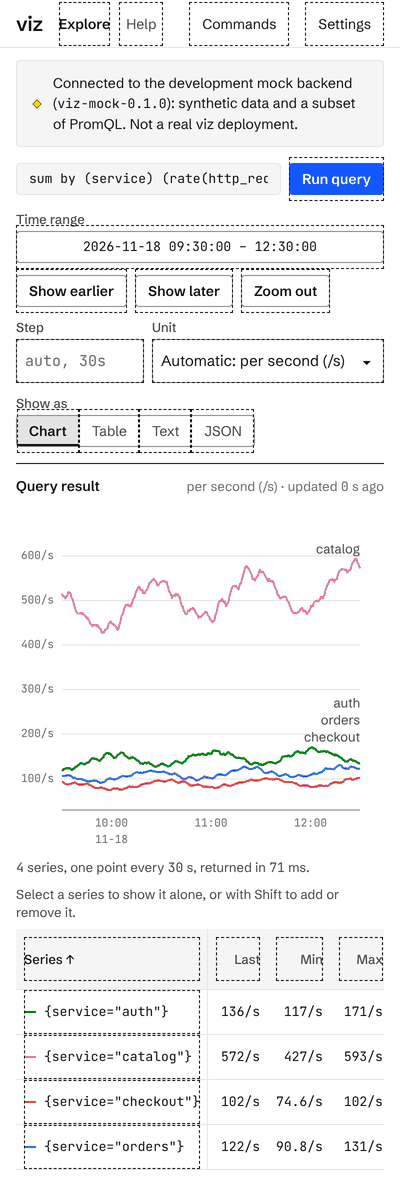 viz Explore Help Commands Settings
Connected to the development mock backend
(viz-mock-0.1.0): synthetic data and a subset
of PromQL. Not a real viz deployment.
sum by (service) (rate(http_rec Run query
Time range
2026-11-18 09:30:00 – 12:30:00
Show earlier Show later Zoom out
Step Unit
auto, 30s Automatic: per second (/s)
Show as
Chart Table Text JSON
Query result per second (/s) · updated 0 s ago
catalog
600/s
500/s
400/s
300/s
auth
orders
200/s
checkout
100/s
10:00 11:00 12:00
11-18
4 series, one point every 30 s, returned in 71 ms.
Select a series to show it alone, or with Shift to add or
remove it.
Series ↑ Last Min Max
{service="auth"} 136/s 117/s 171/s
{service="catalog"} 572/s 427/s 593/s
{service="checkout"} 102/s 74.6/s 102/s
{service="orders"} 122/s 90.8/s 131/s